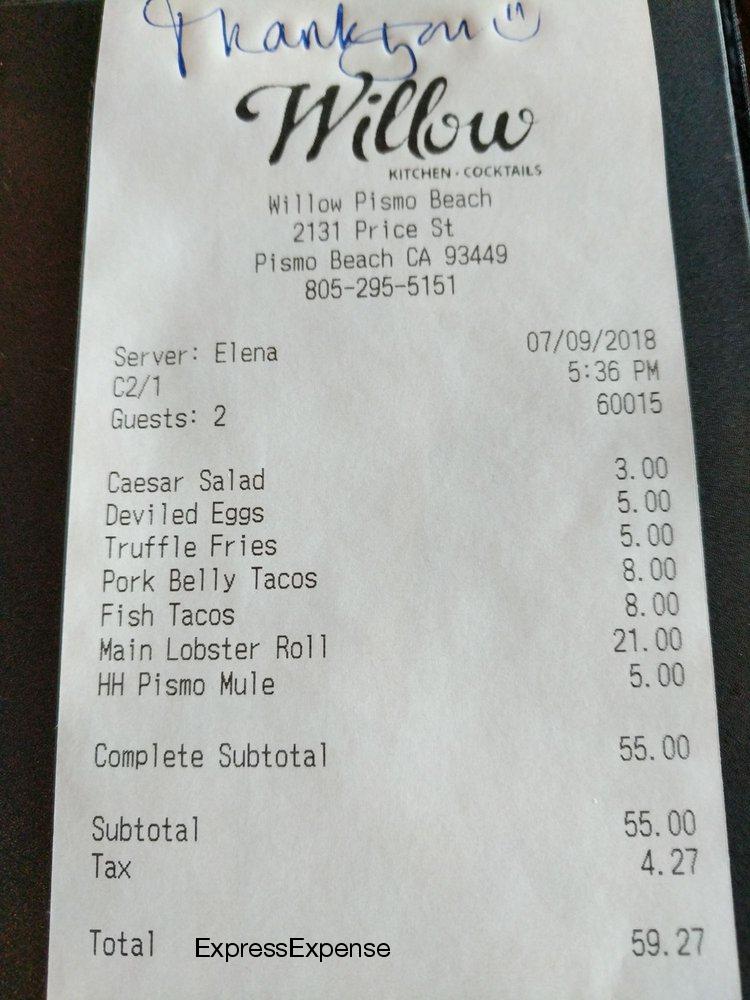 Thank you
Willow
KITCHEN · COCKTAILS
Willow Pismo Beach
2131 Price St
Pismo Beach CA 93449
805-295-5151
Server: Elena 07/09/2018
C2/1 5:36 PM
Guests: 2 60015
Caesar Salad 3.00
Deviled Eggs 5.00
Truffle Fries 5.00
Pork Belly Tacos 8.00
Fish Tacos 8.00
Main Lobster Roll 21.00
HH Pismo Mule 5.00
Complete Subtotal 55.00
Subtotal 55.00
Tax 4.27
Total ExpressExpense 59.27